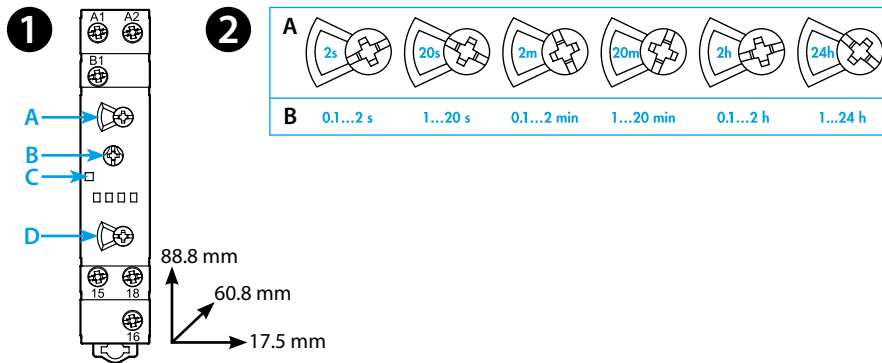 1
A1 A2
B1
A
B
C
D
15 18
16
88.8 mm
60.8 mm
17.5 mm
2
A 2s 20s 2m 20m 2h 24h
B 0.1...2 s 1...20 s 0.1...2 min 1...20 min 0.1...2 h 1...24 h